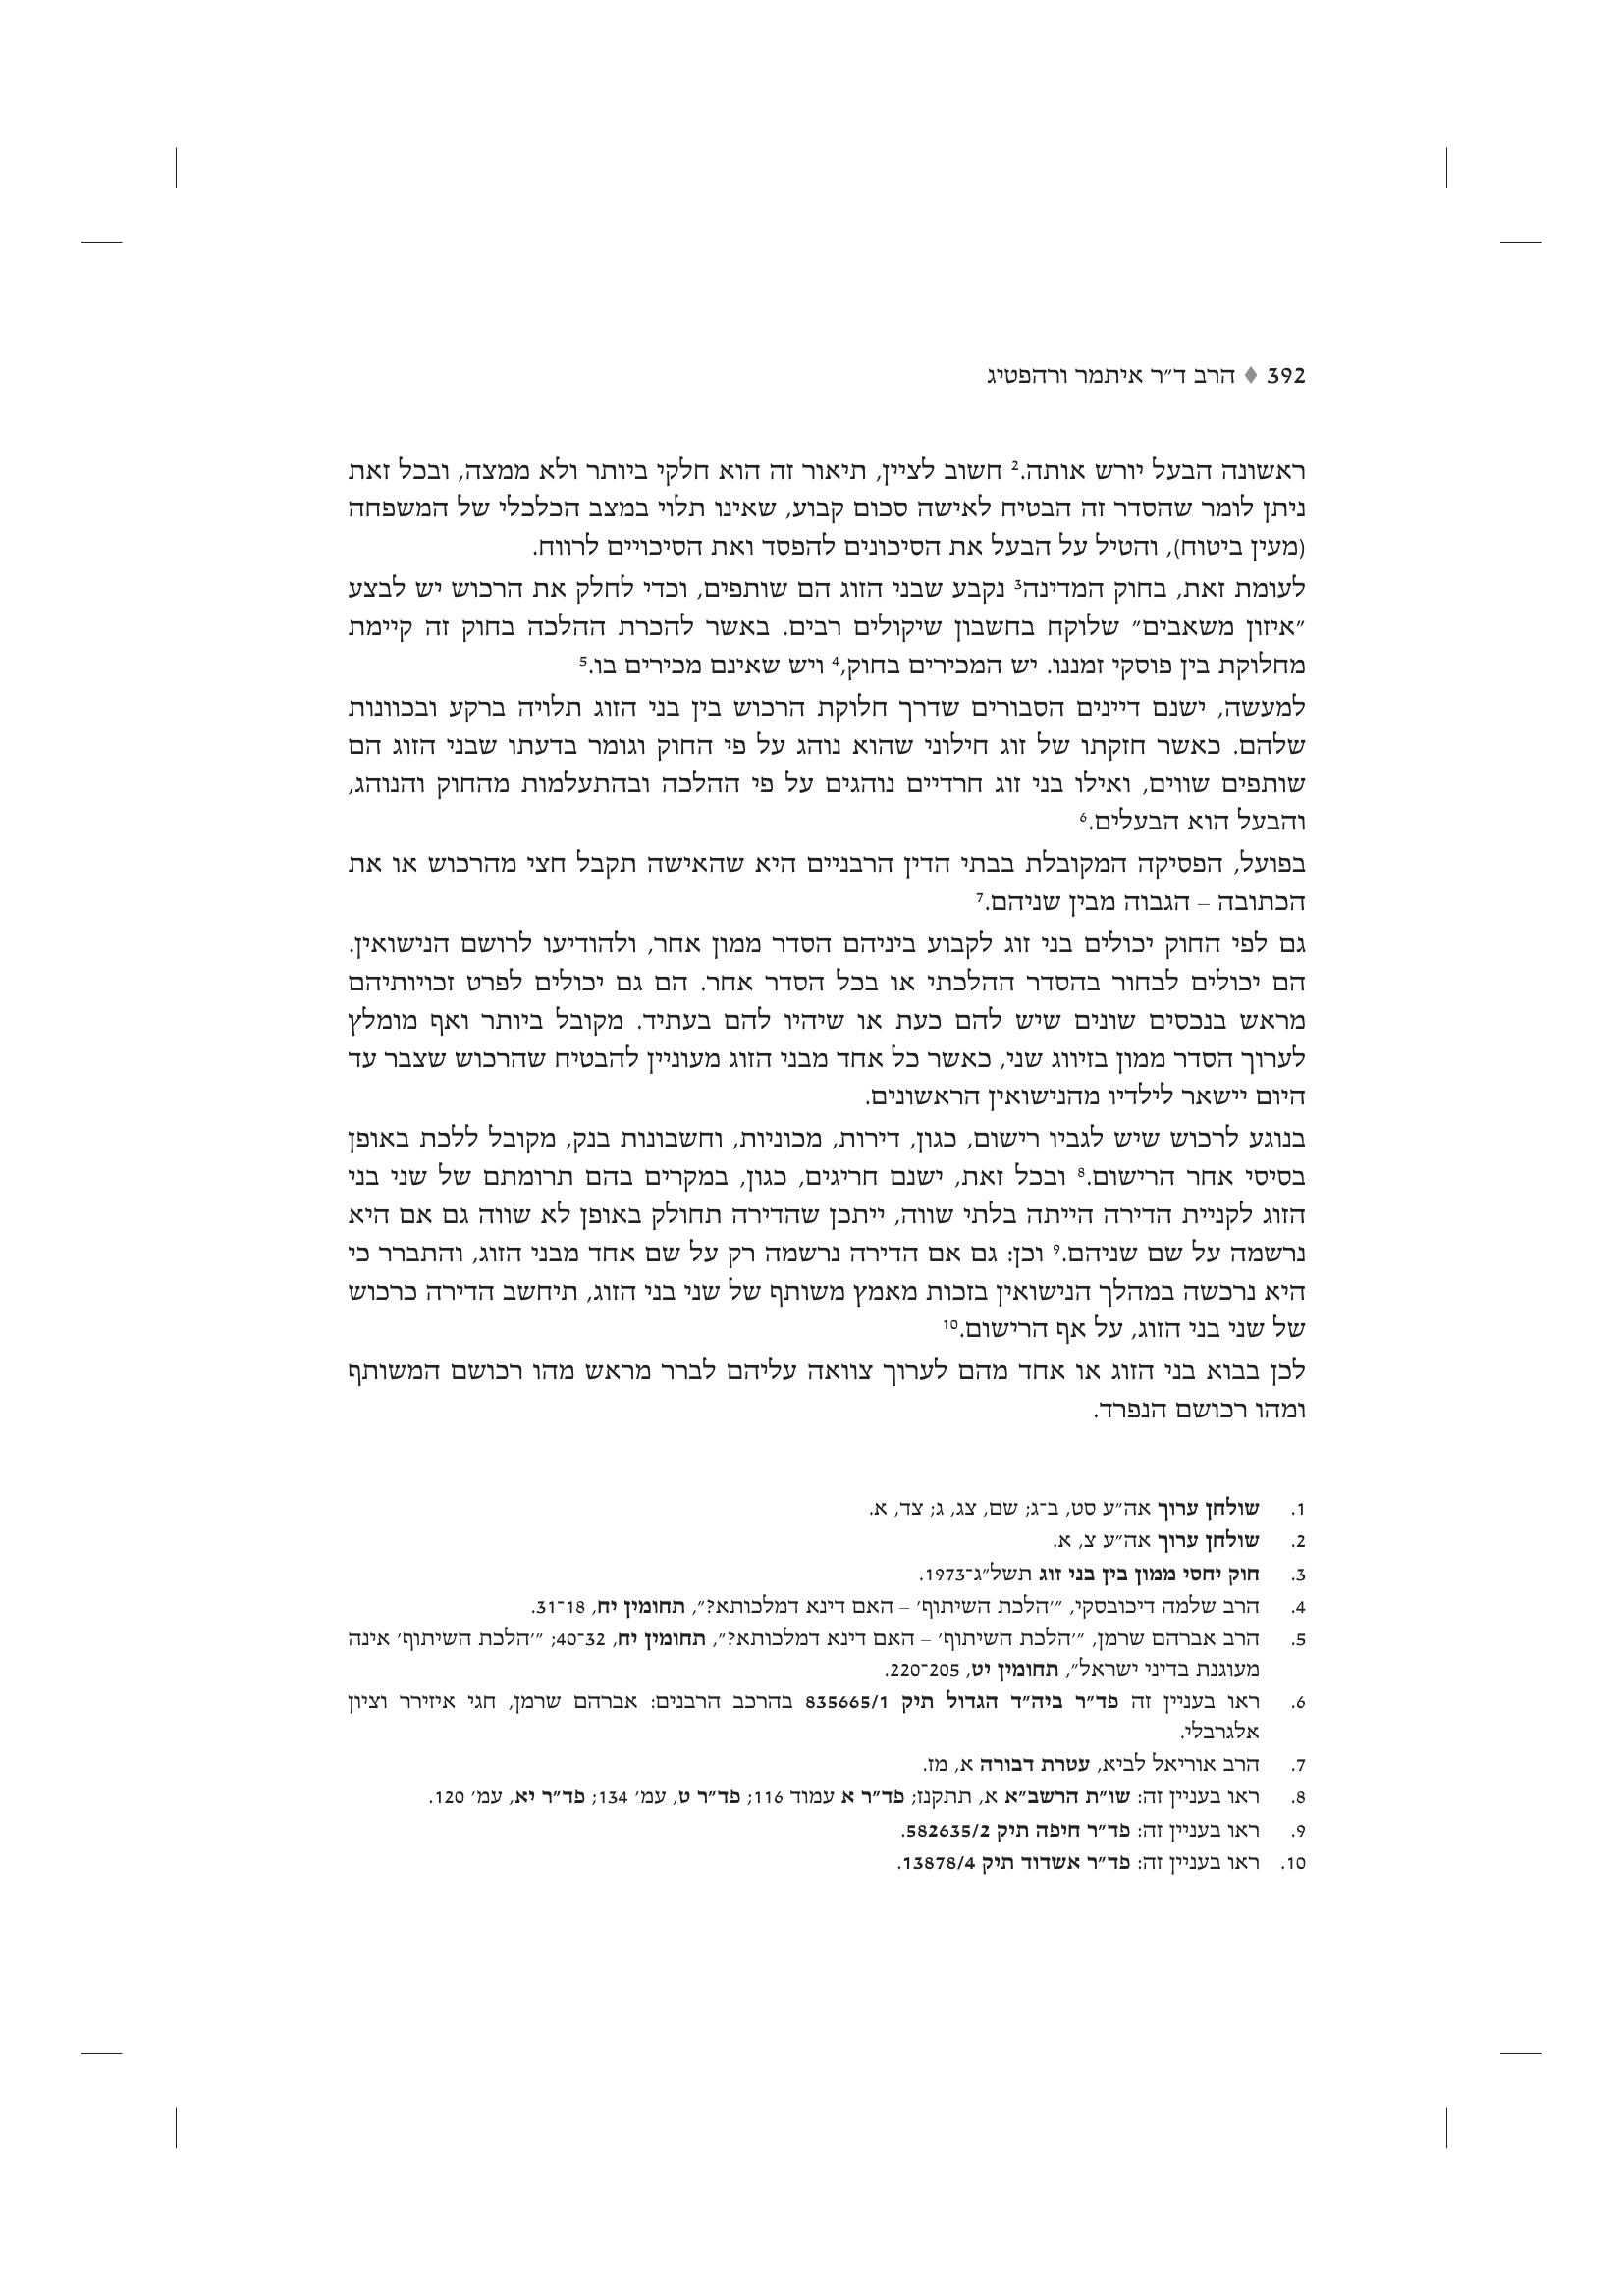 392 ♦ הרב ד״ר איתמר ורהפטיג
ראשונה הבעל יורש אותה.² חשוב לציין, תיאור זה הוא חלקי ביותר ולא ממצה, ובכל זאת
ניתן לומר שהסדר זה הבטיח לאישה סכום קבוע, שאינו תלוי במצב הכלכלי של המשפחה
(מעין ביטוח), והטיל על הבעל את הסיכונים להפסד ואת הסיכויים לרווח.
לעומת זאת, בחוק המדינה³ נקבע שבני הזוג הם שותפים, וכדי לחלק את הרכוש יש לבצע
״איזון משאבים״ שלוקח בחשבון שיקולים רבים. באשר להכרת ההלכה בחוק זה קיימת
מחלוקת בין פוסקי זמננו. יש המכירים בחוק,⁴ ויש שאינם מכירים בו.⁵
למעשה, ישנם דיינים הסבורים שדרך חלוקת הרכוש בין בני הזוג תלויה ברקע ובכוונות
שלהם. כאשר חזקתו של זוג חילוני שהוא נוהג על פי החוק וגומר בדעתו שבני הזוג הם
שותפים שווים, ואילו בני זוג חרדיים נוהגים על פי ההלכה ובהתעלמות מהחוק והנוהג,
והבעל הוא הבעלים.⁶
בפועל, הפסיקה המקובלת בבתי הדין הרבניים היא שהאישה תקבל חצי מהרכוש או את
הכתובה – הגבוה מבין שניהם.⁷
גם לפי החוק יכולים בני זוג לקבוע ביניהם הסדר ממון אחר, ולהודיעו לרושם הנישואין.
הם יכולים לבחור בהסדר ההלכתי או בכל הסדר אחר. הם גם יכולים לפרט זכויותיהם
מראש בנכסים שונים שיש להם כעת או שיהיו להם בעתיד. מקובל ביותר ואף מומלץ
לערוך הסדר ממון בזיווג שני, כאשר כל אחד מבני הזוג מעוניין להבטיח שהרכוש שצבר עד
היום יישאר לילדיו מהנישואין הראשונים.
בנוגע לרכוש שיש לגביו רישום, כגון, דירות, מכוניות, וחשבונות בנק, מקובל ללכת באופן
בסיסי אחר הרישום.⁸ ובכל זאת, ישנם חריגים, כגון, במקרים בהם תרומתם של שני בני
הזוג לקניית הדירה הייתה בלתי שווה, ייתכן שהדירה תחולק באופן לא שווה גם אם היא
נרשמה על שם שניהם.⁹ וכן: גם אם הדירה נרשמה רק על שם אחד מבני הזוג, והתברר כי
היא נרכשה במהלך הנישואין בזכות מאמץ משותף של שני בני הזוג, תיחשב הדירה כרכוש
של שני בני הזוג, על אף הרישום.¹⁰
לכן בבוא בני הזוג או אחד מהם לערוך צוואה עליהם לברר מראש מהו רכושם המשותף
ומהו רכושם הנפרד.
1. שולחן ערוך אה״ע סט, ב־ג; שם, צג, ג; צד, א.
2. שולחן ערוך אה״ע צ, א.
3. חוק יחסי ממון בין בני זוג תשל״ג־1973.
4. הרב שלמה דיכובסקי, ״׳הלכת השיתוף׳ – האם דינא דמלכותא?״, תחומין יח, 18־31.
5. הרב אברהם שרמן, ״׳הלכת השיתוף׳ – האם דינא דמלכותא?״, תחומין יח, 32־40; ״׳הלכת השיתוף׳ אינה
מעוגנת בדיני ישראל״, תחומין יט, 205־220.
6. ראו בעניין זה פד״ר ביה״ד הגדול תיק 835665/1 בהרכב הרבנים: אברהם שרמן, חגי איזירר וציון
אלגרבלי.
7. הרב אוריאל לביא, עטרת דבורה א, מז.
8. ראו בעניין זה: שו״ת הרשב״א א, תתקנז; פד״ר א עמוד 116; פד״ר ט, עמ׳ 134; פד״ר יא, עמ׳ 120.
9. ראו בעניין זה: פד״ר חיפה תיק 582635/2.
10. ראו בעניין זה: פד״ר אשדוד תיק 13878/4.